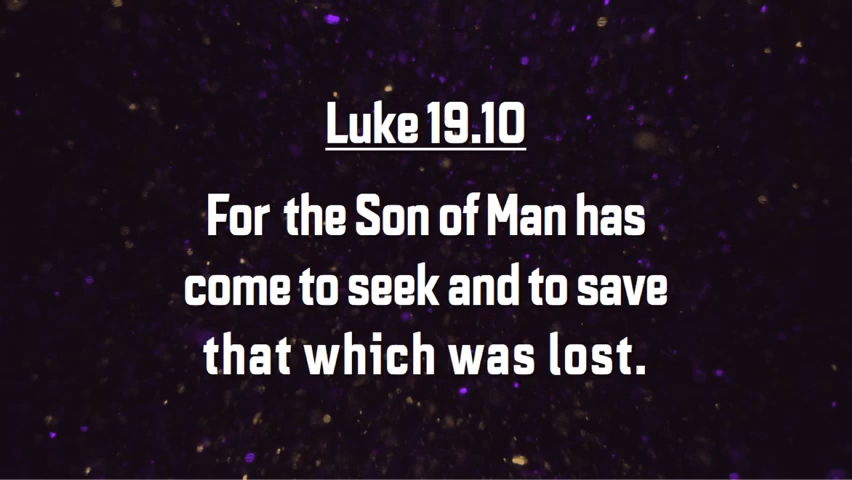 Luke 19.10
For the Son of Man has
come to seek and to save
that which was lost.